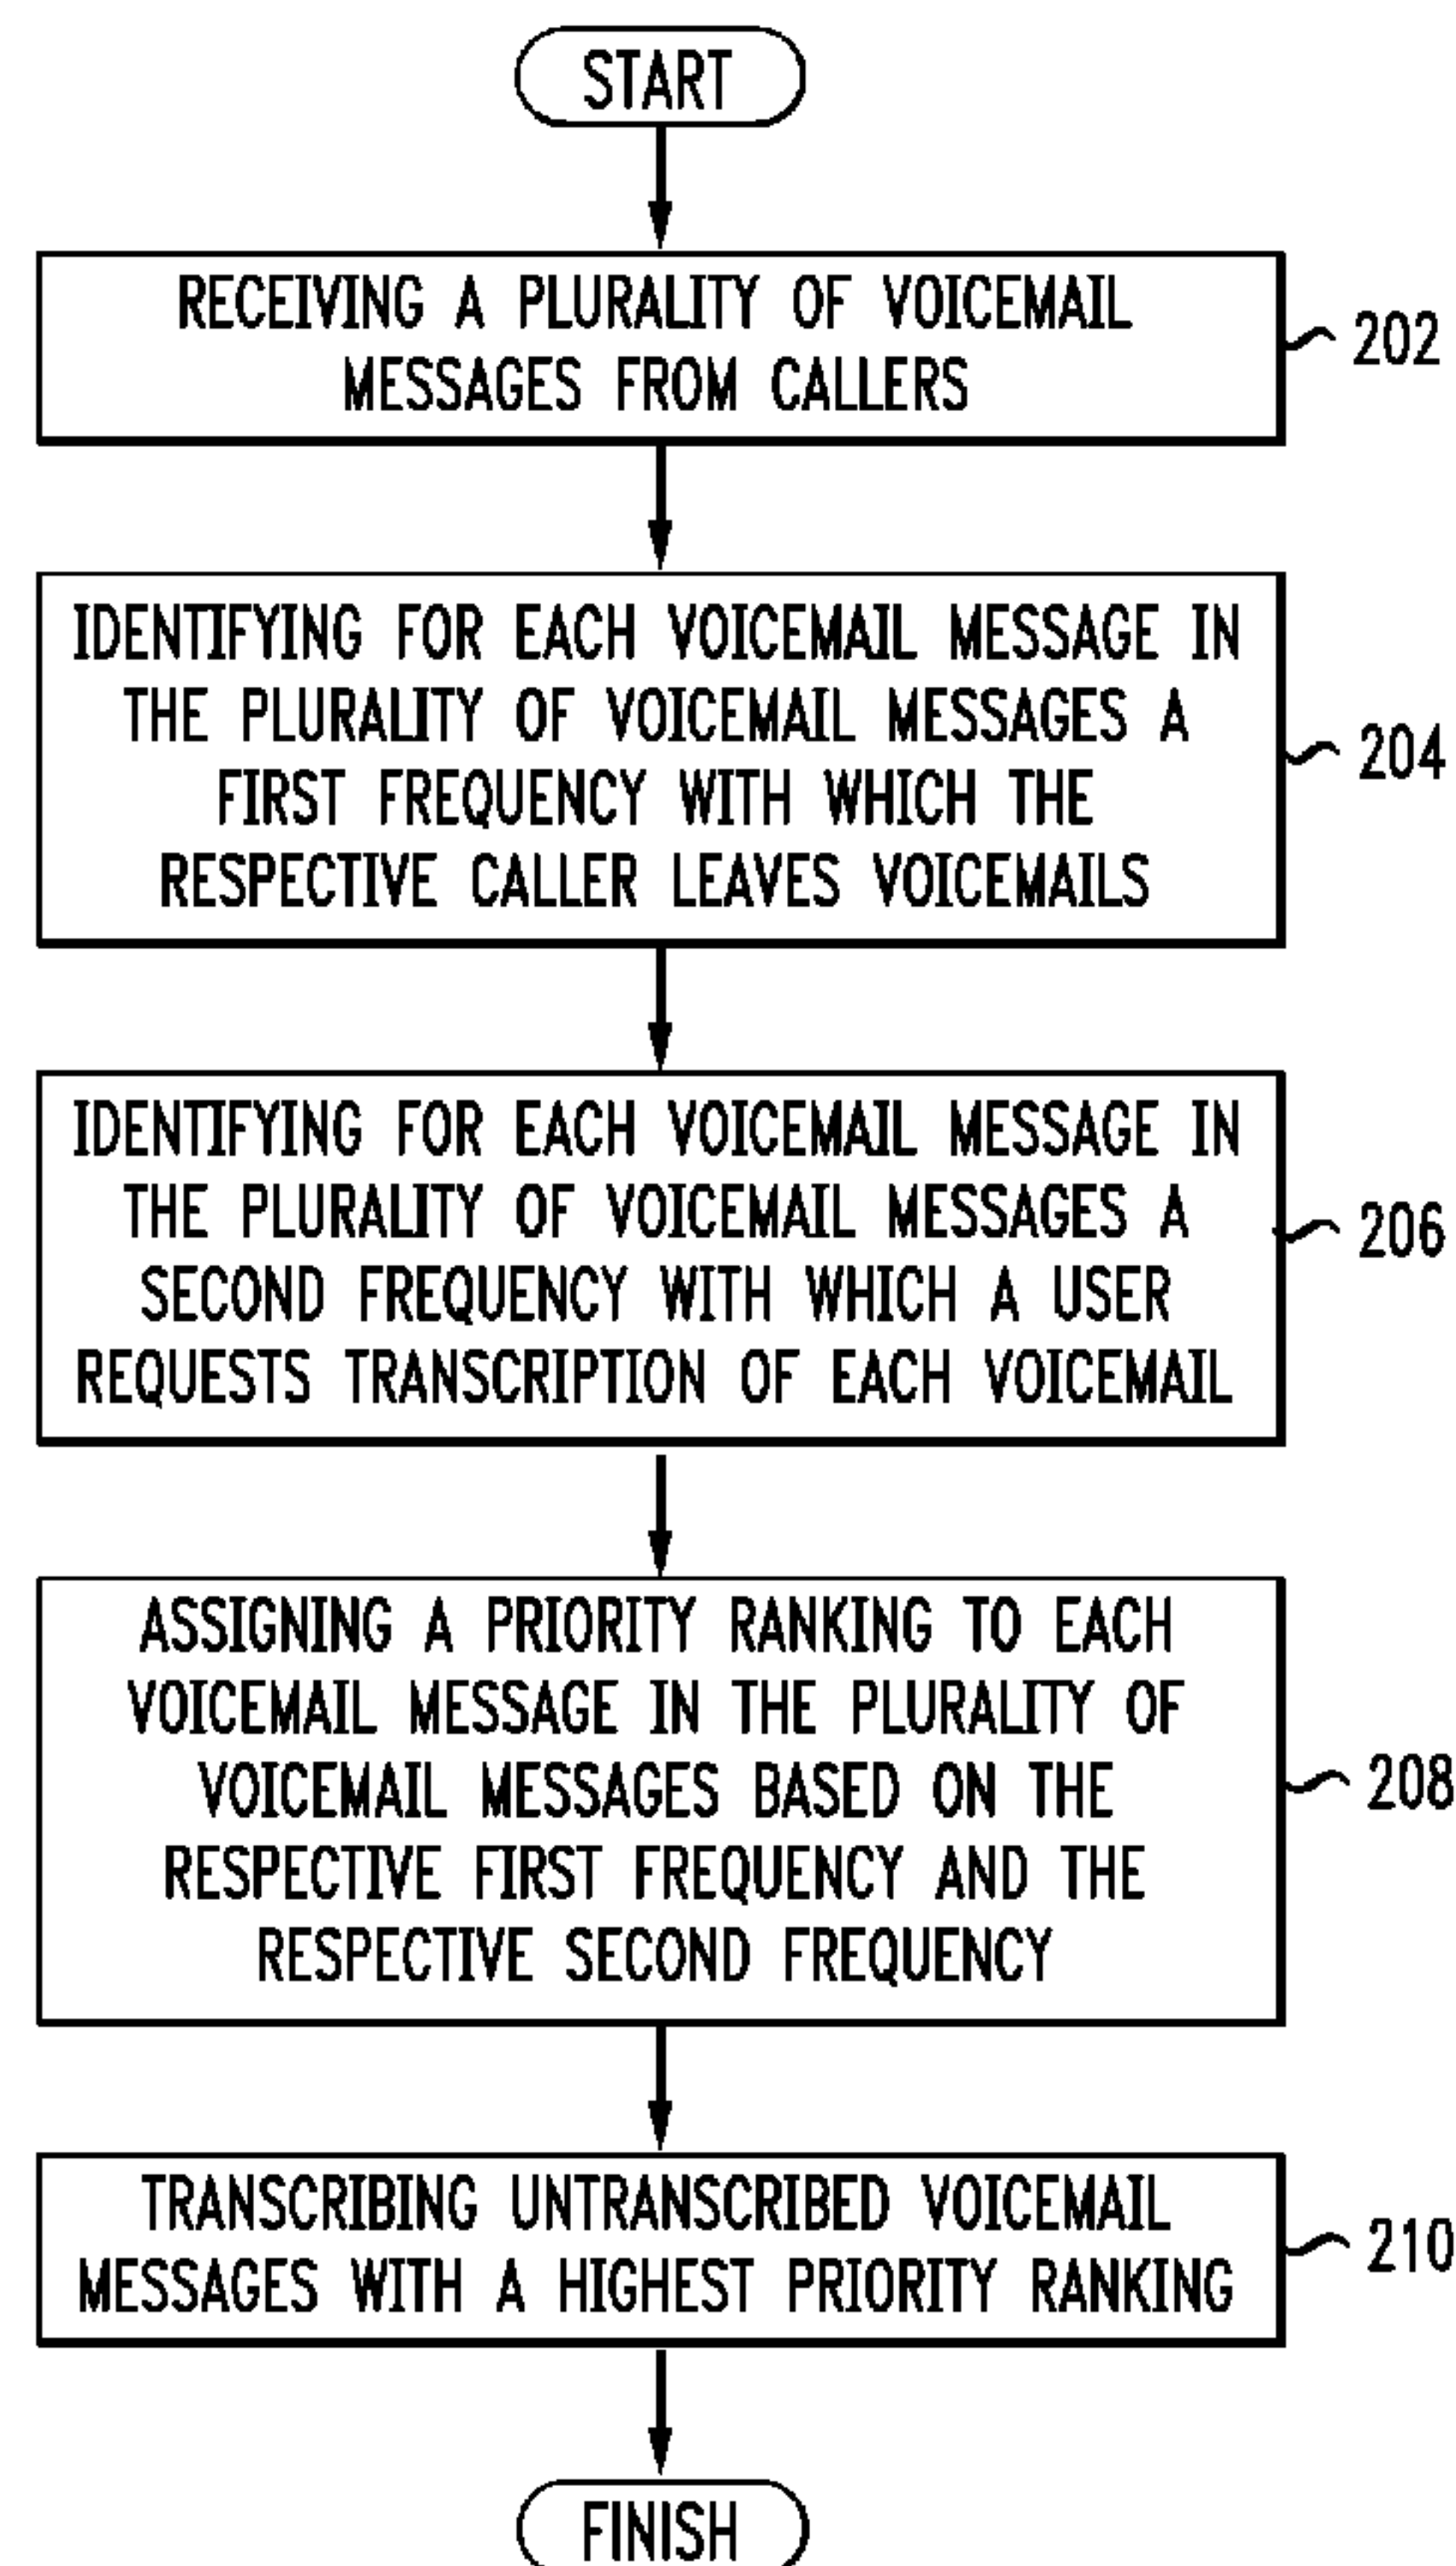 START
RECEIVING A PLURALITY OF VOICEMAIL
MESSAGES FROM CALLERS
202
IDENTIFYING FOR EACH VOICEMAIL MESSAGE IN
THE PLURALITY OF VOICEMAIL MESSAGES A
FIRST FREQUENCY WITH WHICH THE
RESPECTIVE CALLER LEAVES VOICEMAILS
204
IDENTIFYING FOR EACH VOICEMAIL MESSAGE IN
THE PLURALITY OF VOICEMAIL MESSAGES A
SECOND FREQUENCY WITH WHICH A USER
REQUESTS TRANSCRIPTION OF EACH VOICEMAIL
206
ASSIGNING A PRIORITY RANKING TO EACH
VOICEMAIL MESSAGE IN THE PLURALITY OF
VOICEMAIL MESSAGES BASED ON THE
RESPECTIVE FIRST FREQUENCY AND THE
RESPECTIVE SECOND FREQUENCY
208
TRANSCRIBING UNTRANSCRIBED VOICEMAIL
MESSAGES WITH A HIGHEST PRIORITY RANKING
210
FINISH